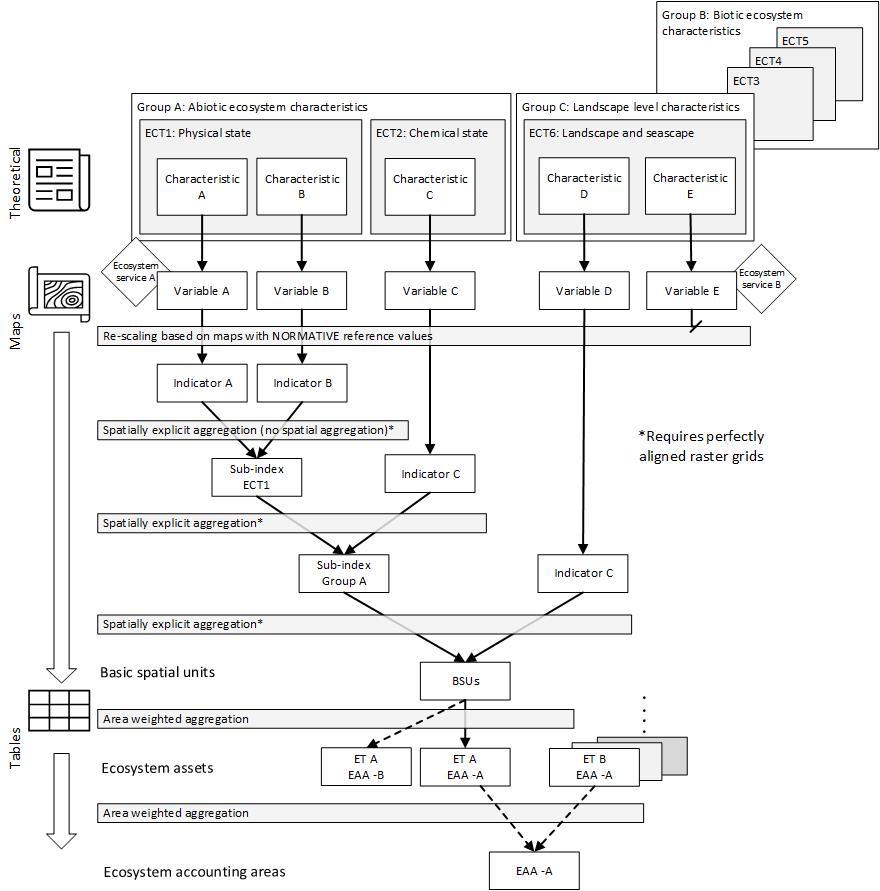 Group B: Biotic ecosystem
characteristics
ECT5
ECT4
ECT3
Group A: Abiotic ecosystem characteristics
Group C: Landscape level characteristics
ECT1: Physical state
ECT2: Chemical state
ECT6: Landscape and seascape
Theoretical
Characteristic
A
Characteristic
B
Characteristic
C
Characteristic
D
Characteristic
E
Ecosystem
service A
Ecosystem
service B
Maps
Variable A
Variable B
Variable C
Variable D
Variable E
Re-scaling based on maps with NORMATIVE reference values
Indicator A
Indicator B
Spatially explicit aggregation (no spatial aggregation)*
*Requires perfectly
aligned raster grids
Sub-index
ECT1
Indicator C
Spatially explicit aggregation*
Sub-index
Group A
Indicator C
Spatially explicit aggregation*
Basic spatial units
BSUs
Tables
Area weighted aggregation
Ecosystem assets
ET A
EAA -B
ET A
EAA -A
ET B
EAA -A
Area weighted aggregation
Ecosystem accounting areas
EAA -A